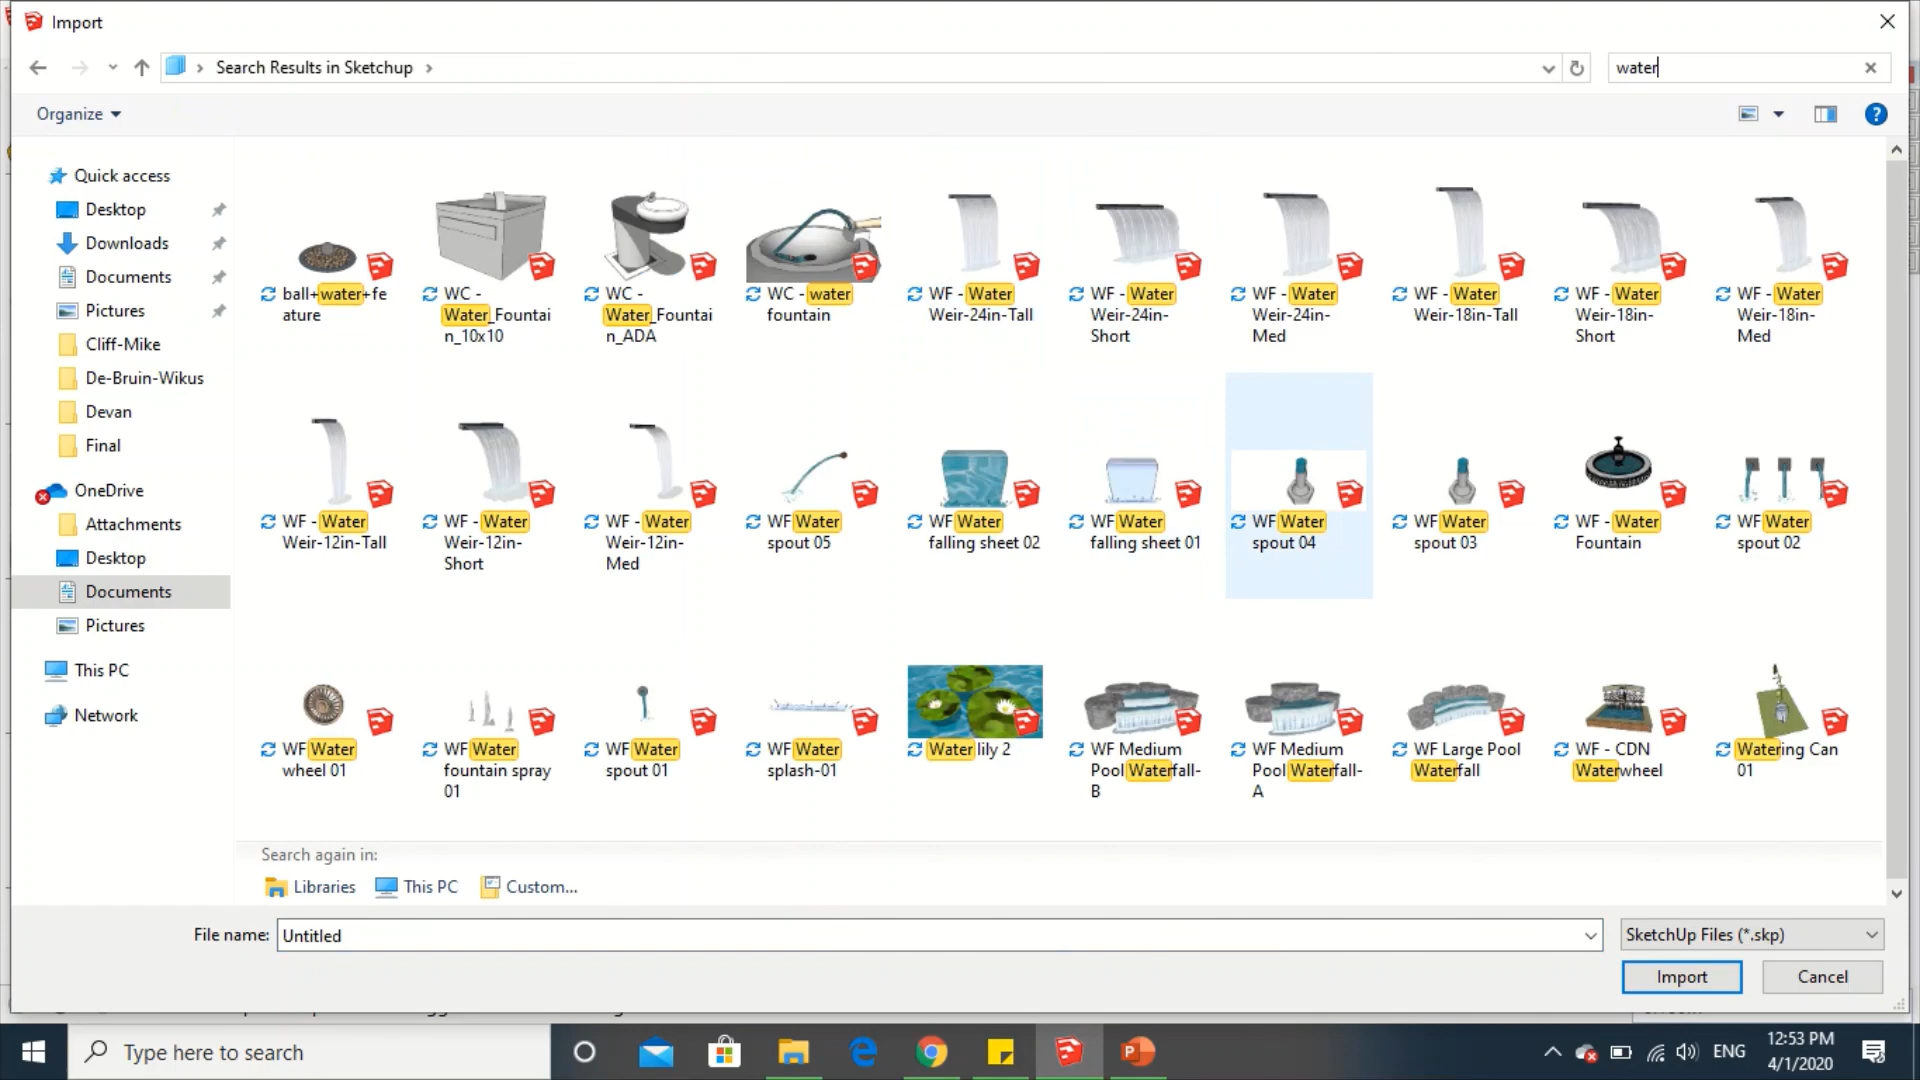 Import
Search Results in Sketchup
water
Organize
Quick access
Desktop
Downloads
Documents
Pictures
Cliff-Mike
De-Bruin-Wikus
Devan
Final
OneDrive
Attachments
Desktop
Documents
Pictures
This PC
Network
ball+water+fe
ature
WC -
Water_Fountai
n_10x10
WC -
Water_Fountai
n_ADA
WC - water
fountain
WF - Water
Weir-24in-Tall
WF - Water
Weir-24in-
Short
WF - Water
Weir-24in-
Med
WF - Water
Weir-18in-Tall
WF - Water
Weir-18in-
Short
WF - Water
Weir-18in-
Med
WF - Water
Weir-12in-Tall
WF - Water
Weir-12in-
Short
WF - Water
Weir-12in-
Med
WF Water
spout 05
WF Water
falling sheet 02
WF Water
falling sheet 01
WF Water
spout 04
WF Water
spout 03
WF - Water
Fountain
WF Water
spout 02
WF Water
wheel 01
WF Water
fountain spray
01
WF Water
spout 01
WF Water
splash-01
Water lily 2
WF Medium
Pool Waterfall-
B
WF Medium
Pool Waterfall-
A
WF Large Pool
Waterfall
WF - CDN
Waterwheel
Watering Can
01
Search again in:
Libraries
This PC
Custom...
File name:
Untitled
SketchUp Files (*.skp)
Import
Cancel
Type here to search
ENG
12:53 PM
4/1/2020